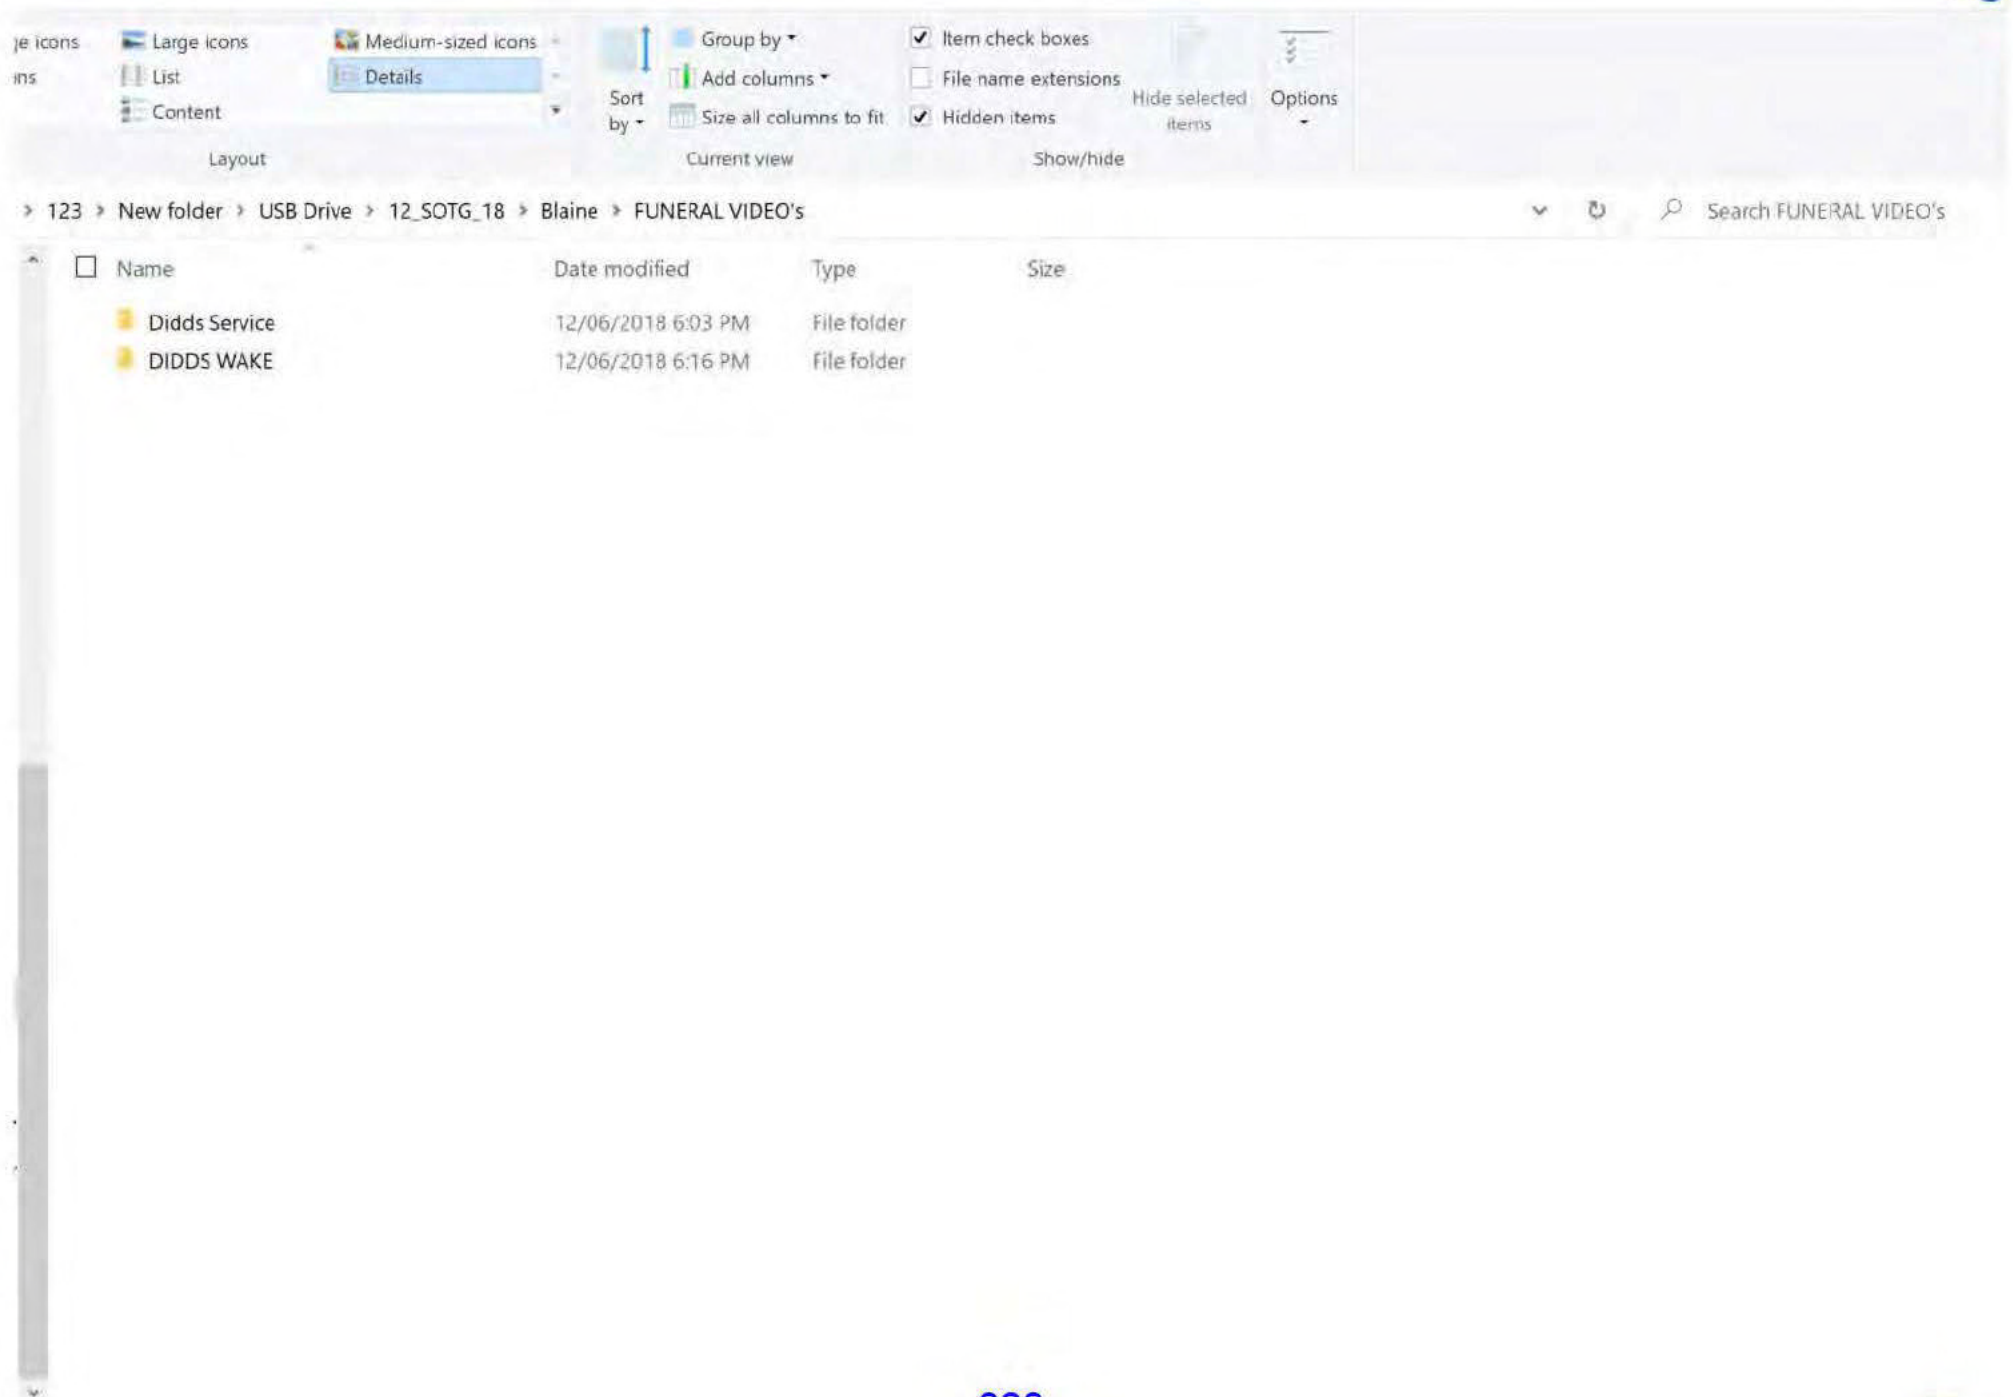 ge icons Large icons Medium-sized icons
ns List Details
Content
Sort by
Group by
Add columns
Size all columns to fit
Item check boxes
File name extensions
Hidden items
Hide selected items
Options
Layout Current view Show/hide
> 123 > New folder > USB Drive > 12_SOTG_18 > Blaine > FUNERAL VIDEO's
Search FUNERAL VIDEO's
Name Date modified Type Size
Didds Service 12/06/2018 6:03 PM File folder
DIDDS WAKE 12/06/2018 6:16 PM File folder